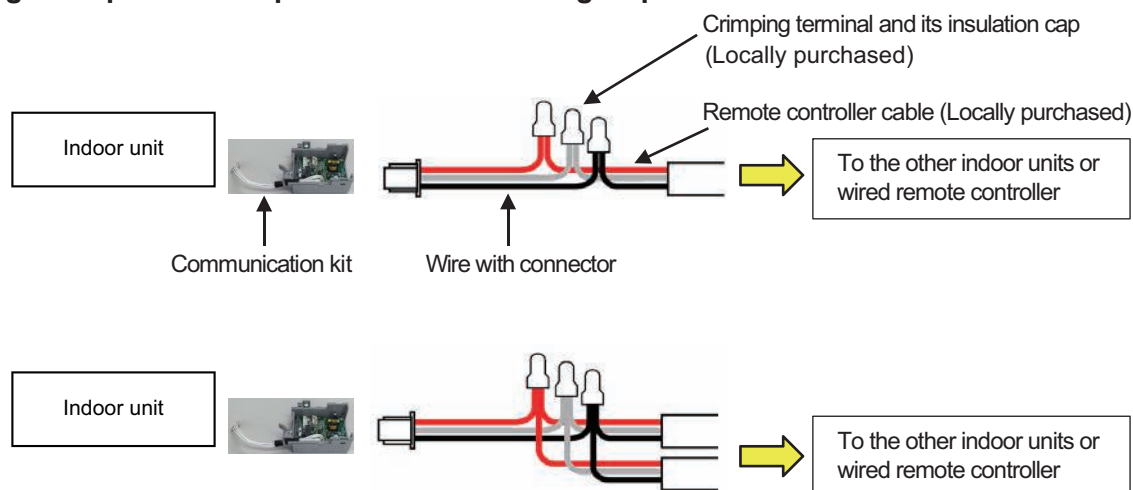 Crimping terminal and its insulation cap
(Locally purchased)
Remote controller cable (Locally purchased)
Indoor unit
To the other indoor units or
wired remote controller
Communication kit
Wire with connector
Indoor unit
To the other indoor units or
wired remote controller